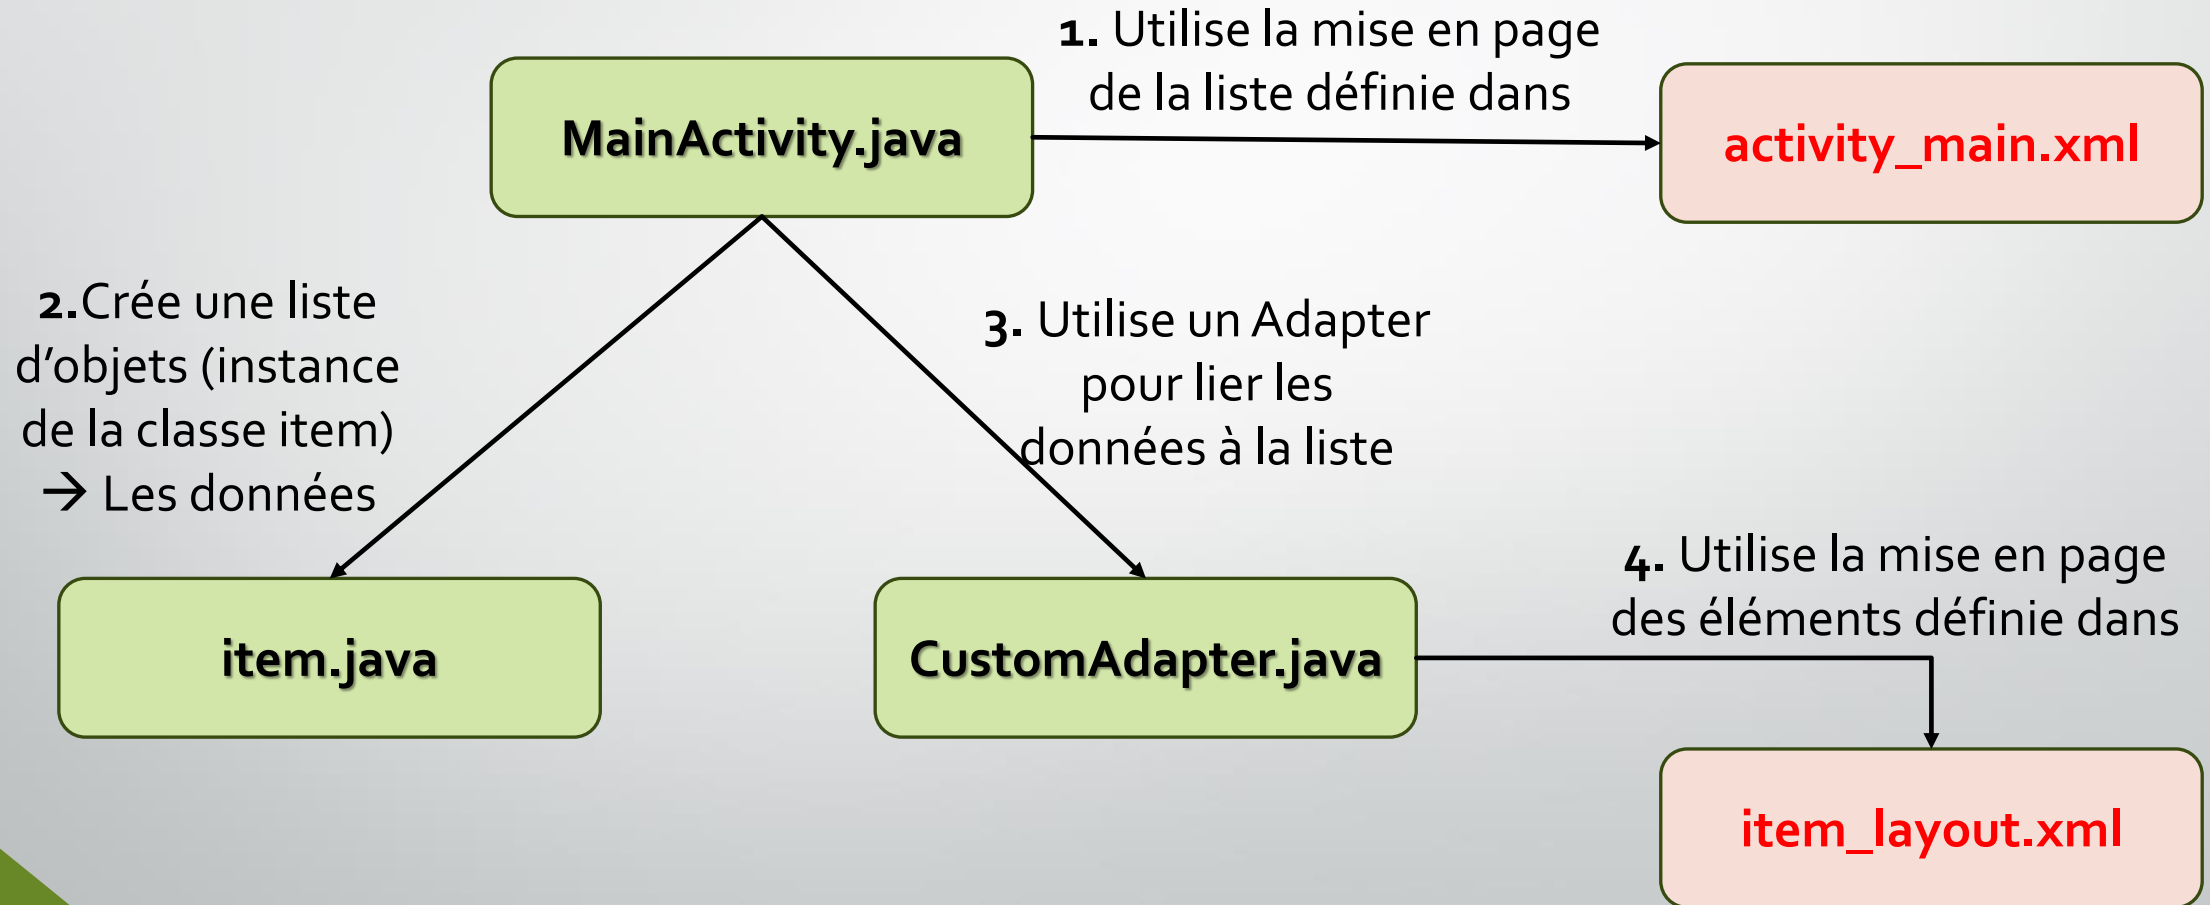 1. Utilise la mise en page
de la liste définie dans
MainActivity.java
activity_main.xml
2.Crée une liste
d’objets (instance
de la classe item)
→ Les données
3. Utilise un Adapter
pour lier les
données à la liste
4. Utilise la mise en page
des éléments définie dans
item.java
CustomAdapter.java
item_layout.xml